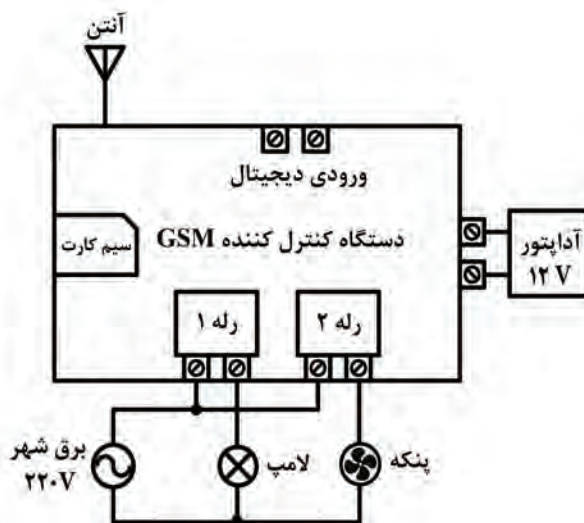 آنتن
ورودی دیجیتال
دستگاه کنترل کننده GSM
سیم کارت
آداپتور
۱۲ V
رله ۱
رله ۲
برق شهر
۲۲۰V
لامپ
پنکه